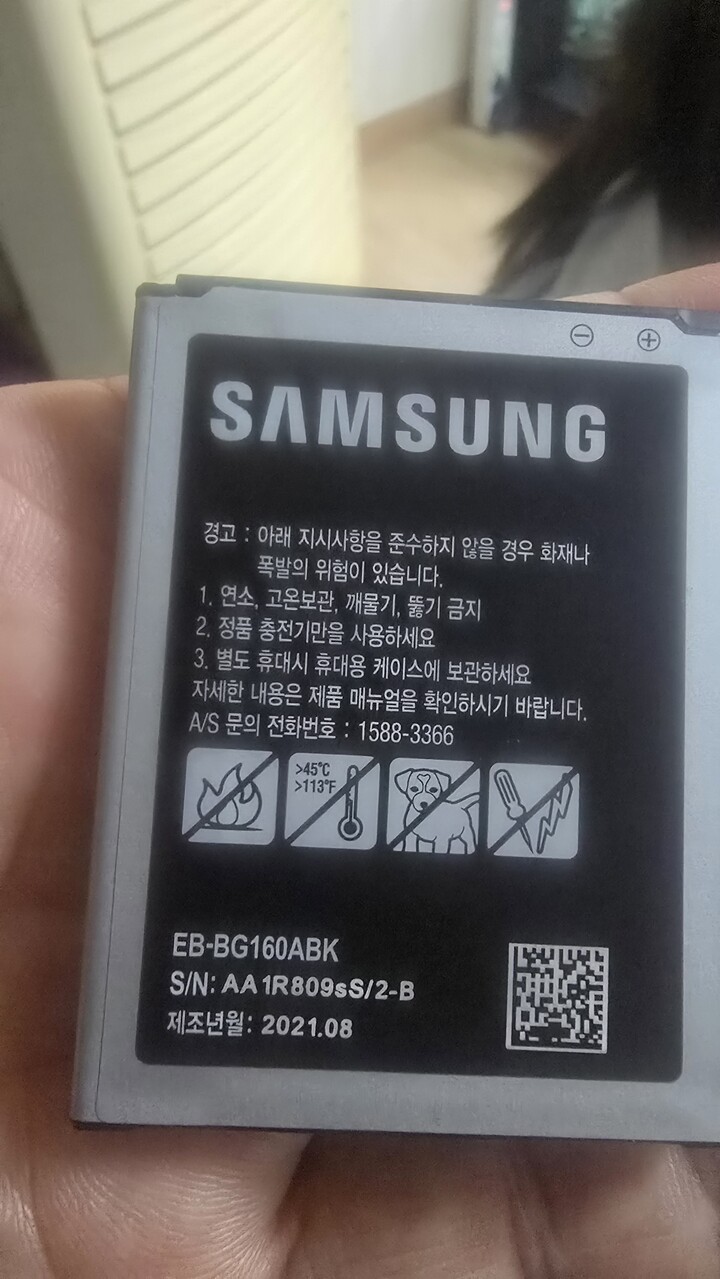 SAMSUNG
경고 : 아래 지시사항을 준수하지 않을 경우 화재나
폭발의 위험이 있습니다.
1. 연소, 고온보관, 깨물기, 뚫기 금지
2. 정품 충전기만을 사용하세요
3. 별도 휴대시 휴대용 케이스에 보관하세요
자세한 내용은 제품 매뉴얼을 확인하시기 바랍니다.
A/S 문의 전화번호 : 1588-3366
>45°C
>113°F
EB-BG160ABK
S/N: AA1R809sS/2-B
제조년월: 2021.08